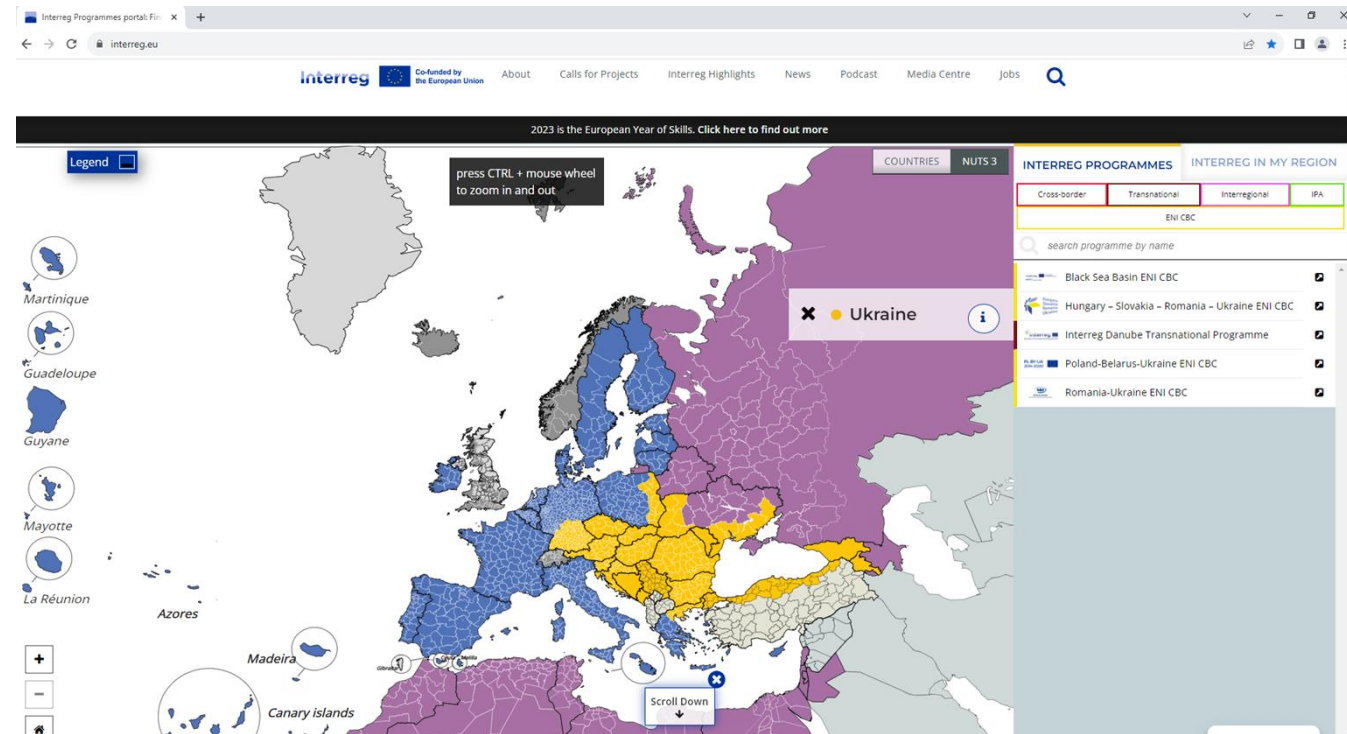 Interreg Programmes portal: Fin
interreg.eu
Interreg
Co-funded by
the European Union
About
Calls for Projects
Interreg Highlights
News
Podcast
Media Centre
Jobs
2023 is the European Year of Skills. Click here to find out more
Legend
press CTRL + mouse wheel
to zoom in and out
COUNTRIES
NUTS 3
INTERREG PROGRAMMES
INTERREG IN MY REGION
Cross-border
Transnational
Interregional
IPA
ENI CBC
search programme by name
Black Sea Basin ENI CBC
Hungary – Slovakia – Romania – Ukraine ENI CBC
Interreg Danube Transnational Programme
Poland-Belarus-Ukraine ENI CBC
Romania-Ukraine ENI CBC
Ukraine
i
Martinique
Guadeloupe
Guyane
Mayotte
La Réunion
Azores
Madeira
Canary islands
Gibraltar
Scroll Down